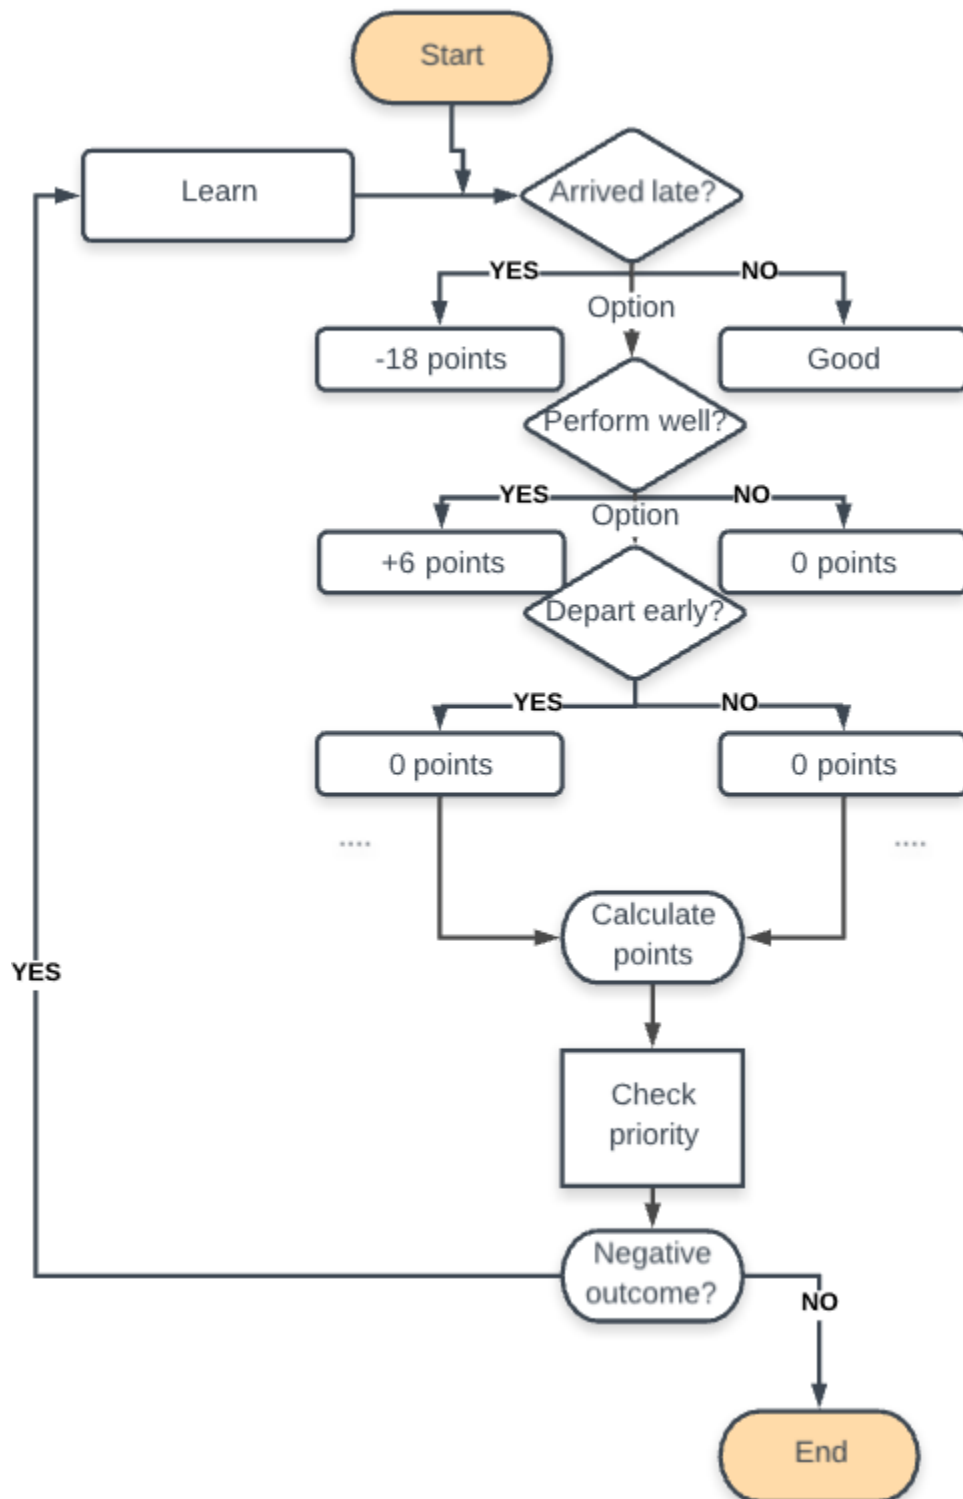 Start
Learn
Arrived late?
YES
NO
Option
-18 points
Good
Perform well?
YES
NO
Option
+6 points
0 points
Depart early?
YES
NO
0 points
0 points
....
....
Calculate
points
YES
Check
priority
Negative
outcome?
NO
End